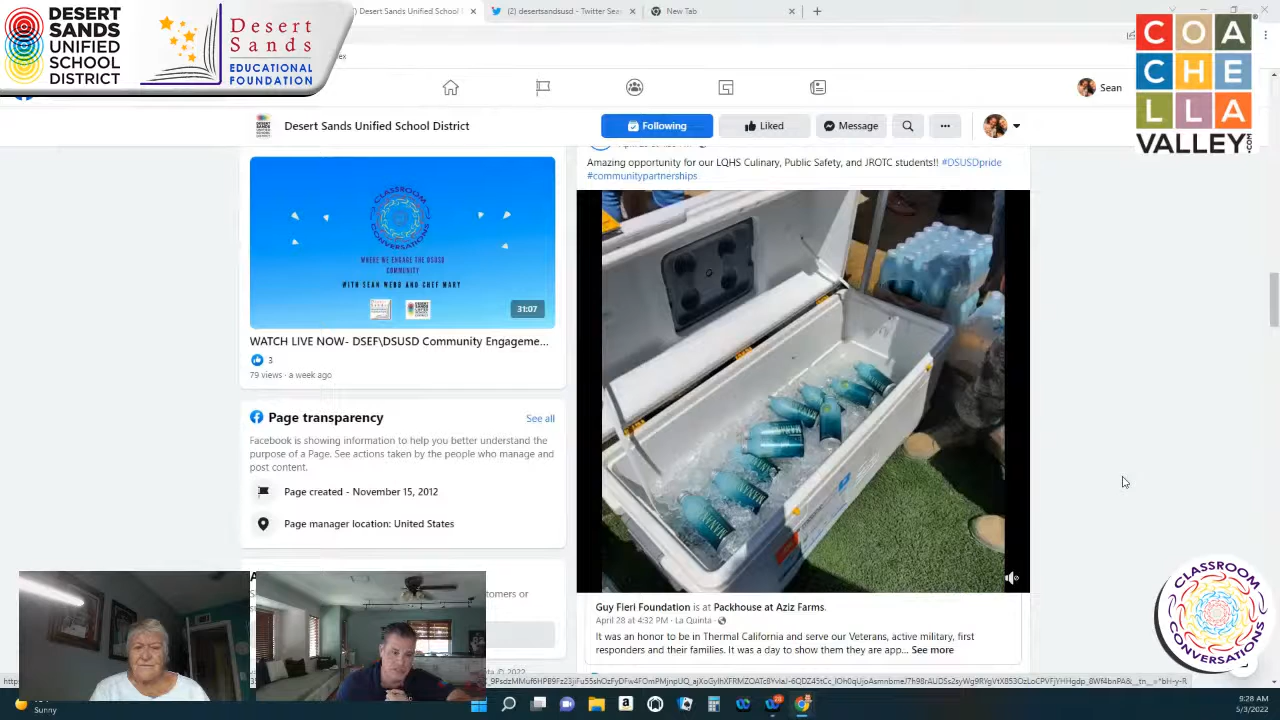 DESERT
SANDS
UNIFIED
SCHOOL
DISTRICT
Desert
Sands
EDUCATIONAL
FOUNDATION
Desert Sands Unified School
(2) desertsandsusd - Twitter Sea
New Tab
COA
CHE
LLA
VALLEY.COM
Sean
Desert Sands Unified School District
Following
Liked
Message
CLASSROOM
CONVERSATIONS
WHERE WE ENGAGE THE DSUSD
COMMUNITY
WITH SEAN WEBB AND CHEF MARY
31:07
WATCH LIVE NOW- DSEF\DSUSD Community Engageme...
3
79 views · a week ago
Page transparency
See all
Facebook is showing information to help you better understand the
purpose of a Page. See actions taken by the people who manage and
post content.
Page created - November 15, 2012
Page manager location: United States
Amazing opportunity for our LQHS Culinary, Public Safety, and JROTC students!! #DSUSDpride
#communitypartnerships
Guy Fieri Foundation is at Packhouse at Aziz Farms.
April 28 at 4:32 PM · La Quinta ·
It was an honor to be in Thermal California and serve our Veterans, active military, first
responders and their families. It was a day to show them they are app... See more
CLASSROOM
CONVERSATIONS
Sunny
9:28 AM
5/3/2022